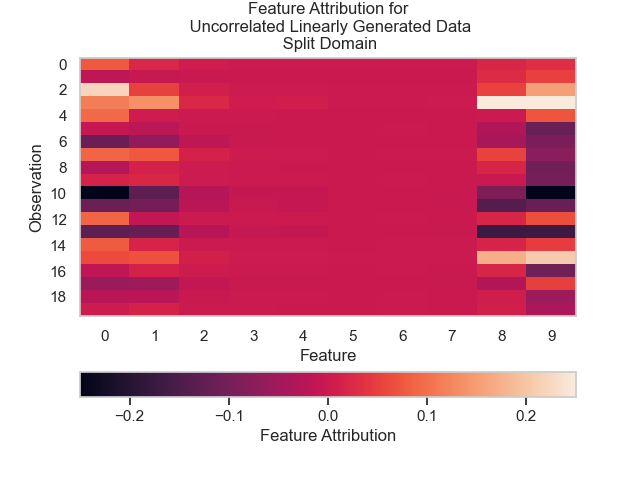 Feature Attribution for
Uncorrelated Linearly Generated Data
Split Domain
0
2
4
6
8
10
12
14
16
18
Observation
0 1 2 3 4 5 6 7 8 9
Feature
−0.2 −0.1 0.0 0.1 0.2
Feature Attribution